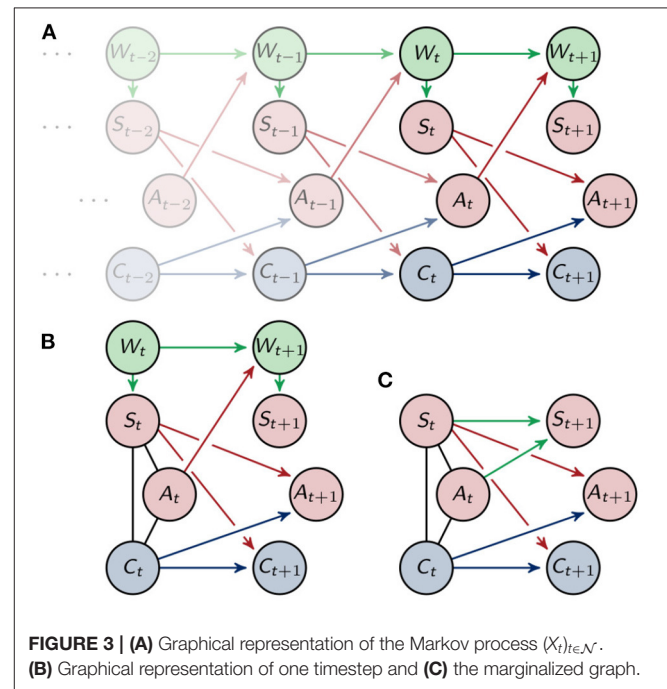 A
· · · W_{t−2} W_{t−1} W_t W_{t+1}
· · · S_{t−2} S_{t−1} S_t S_{t+1}
· · · A_{t−2} A_{t−1} A_t A_{t+1}
· · · C_{t−2} C_{t−1} C_t C_{t+1}
B
W_t W_{t+1}
S_t S_{t+1}
A_t A_{t+1}
C_t C_{t+1}
C
S_t S_{t+1}
A_t A_{t+1}
C_t C_{t+1}
FIGURE 3 | (A) Graphical representation of the Markov process (X_t)_{t∈𝒩}.
(B) Graphical representation of one timestep and (C) the marginalized graph.